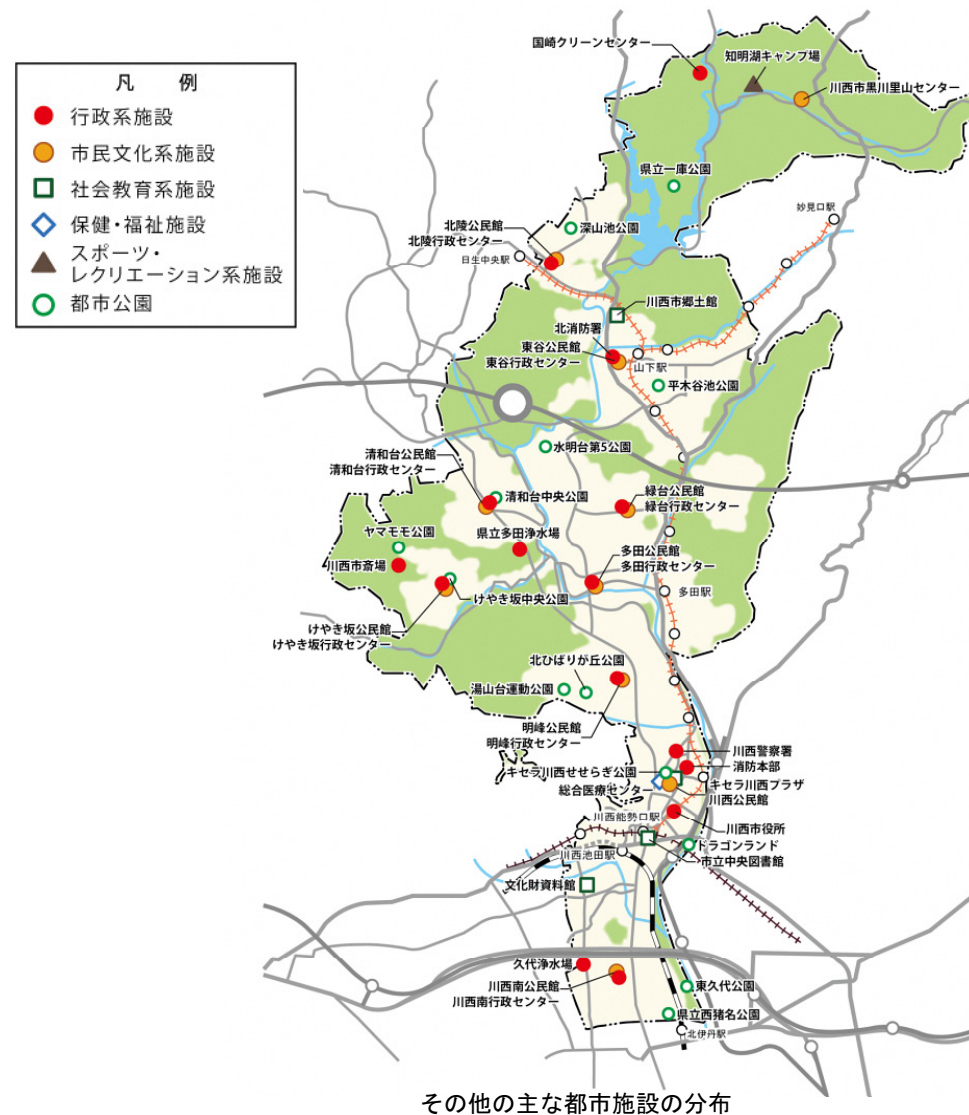 凡 例
行政系施設
市民文化系施設
社会教育系施設
保健・福祉施設
スポーツ・
レクリエーション系施設
都市公園
国崎クリーンセンター
知明湖キャンプ場
川西市黒川里山センター
県立一庫公園
妙見口駅
北陵公民館
北陵行政センター
深山池公園
日生中央駅
川西市郷土館
北消防署
東谷公民館
東谷行政センター
山下駅
平木谷池公園
水明台第5公園
清和台公民館
清和台行政センター
清和台中央公園
緑台公民館
緑台行政センター
ヤマモモ公園
県立多田浄水場
川西市斎場
多田公民館
多田行政センター
けやき坂中央公園
多田駅
けやき坂公民館
けやき坂行政センター
北ひばりが丘公園
湯山台運動公園
明峰公民館
明峰行政センター
川西警察署
消防本部
キセラ川西せせらぎ公園
キセラ川西プラザ
総合医療センター
川西公民館
川西能勢口駅
川西市役所
ドラゴンランド
川西池田駅
市立中央図書館
文化財資料館
久代浄水場
川西南公民館
川西南行政センター
東久代公園
県立西猪名公園
北伊丹駅
その他の主な都市施設の分布